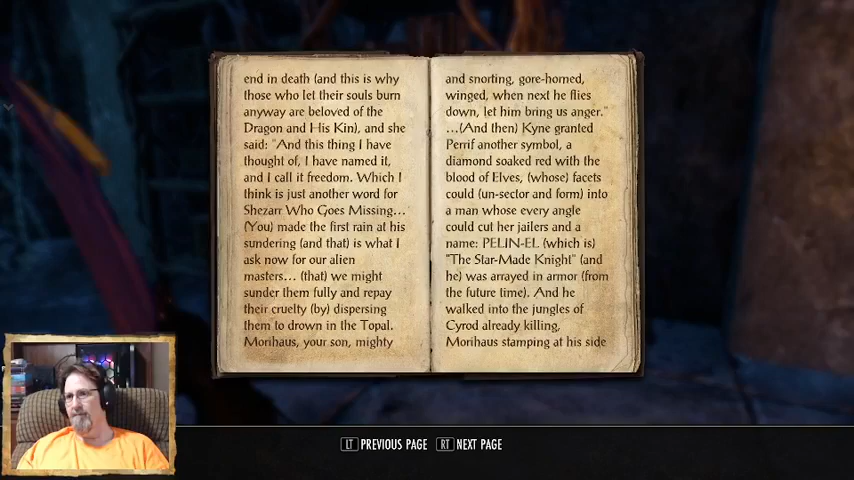 end in death (and this is why
those who let their souls burn
anyway are beloved of the
Dragon and His Kin), and she
said: "And this thing I have
thought of, I have named it,
and I call it freedom. Which I
think is just another word for
Shezarr Who Goes Missing...
(You) made the first rain at his
sundering (and that) is what I
ask now for our alien
masters... (that) we might
sunder them fully and repay
their cruelty (by) dispersing
them to drown in the Topal.
Morihaus, your son, mighty
and snorting, gore-horned,
winged, when next he flies
down, let him bring us anger."
...(And then) Kyne granted
Perrif another symbol, a
diamond soaked red with the
blood of Elves, (whose) facets
could (un-sector and form) into
a man whose every angle
could cut her jailers and a
name: PELIN-EL (which is)
"The Star-Made Knight" (and
he) was arrayed in armor (from
the future time). And he
walked into the jungles of
Cyrod already killing,
Morihaus stamping at his side
LT PREVIOUS PAGE RT NEXT PAGE